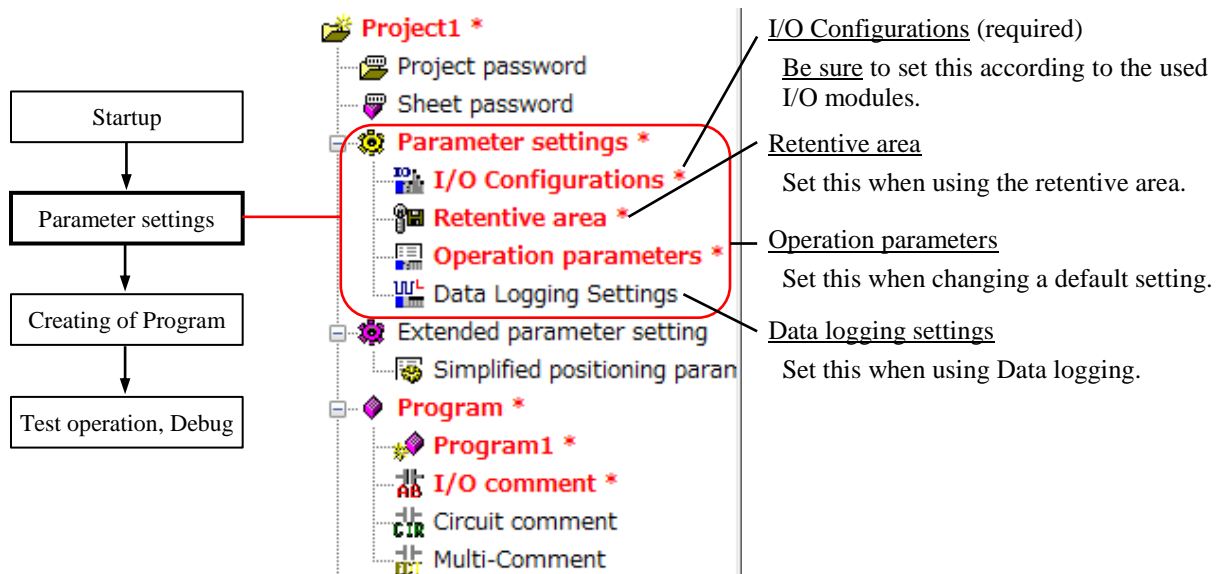 Startup
Parameter settings
Creating of Program
Test operation, Debug
Project1 *
Project password
Sheet password
Parameter settings *
I/O Configurations *
Retentive area *
Operation parameters *
Data Logging Settings
Extended parameter setting
Simplified positioning param
Program *
Program1 *
I/O comment *
Circuit comment
Multi-Comment
I/O Configurations (required)
Be sure to set this according to the used
I/O modules.
Retentive area
Set this when using the retentive area.
Operation parameters
Set this when changing a default setting.
Data logging settings
Set this when using Data logging.